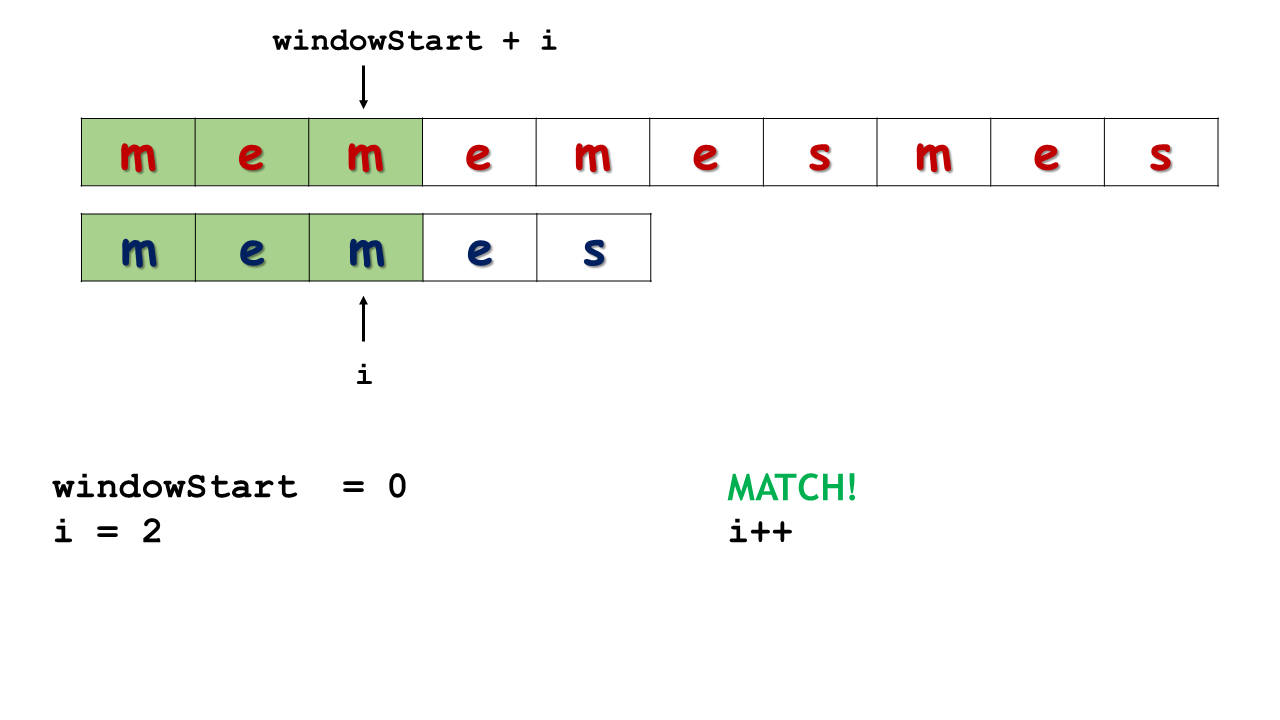 windowStart + i
m e m e m e s m e s
m e m e s
i
windowStart = 0
i = 2
MATCH!
i++